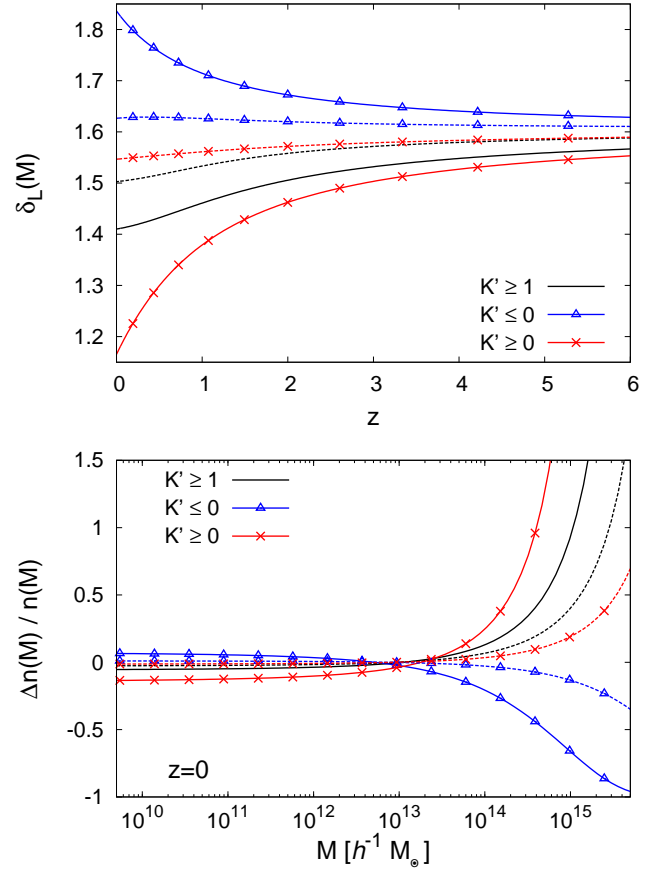 δL(M)
1.8
1.7
1.6
1.5
1.4
1.3
1.2
K' ≥ 1
K' ≤ 0
K' ≥ 0
0 1 2 3 4 5 6
z
Δn(M) / n(M)
1.5
1
0.5
0
-0.5
-1
K' ≥ 1
K' ≤ 0
K' ≥ 0
z=0
10^10 10^11 10^12 10^13 10^14 10^15
M [h^-1 M⊙]